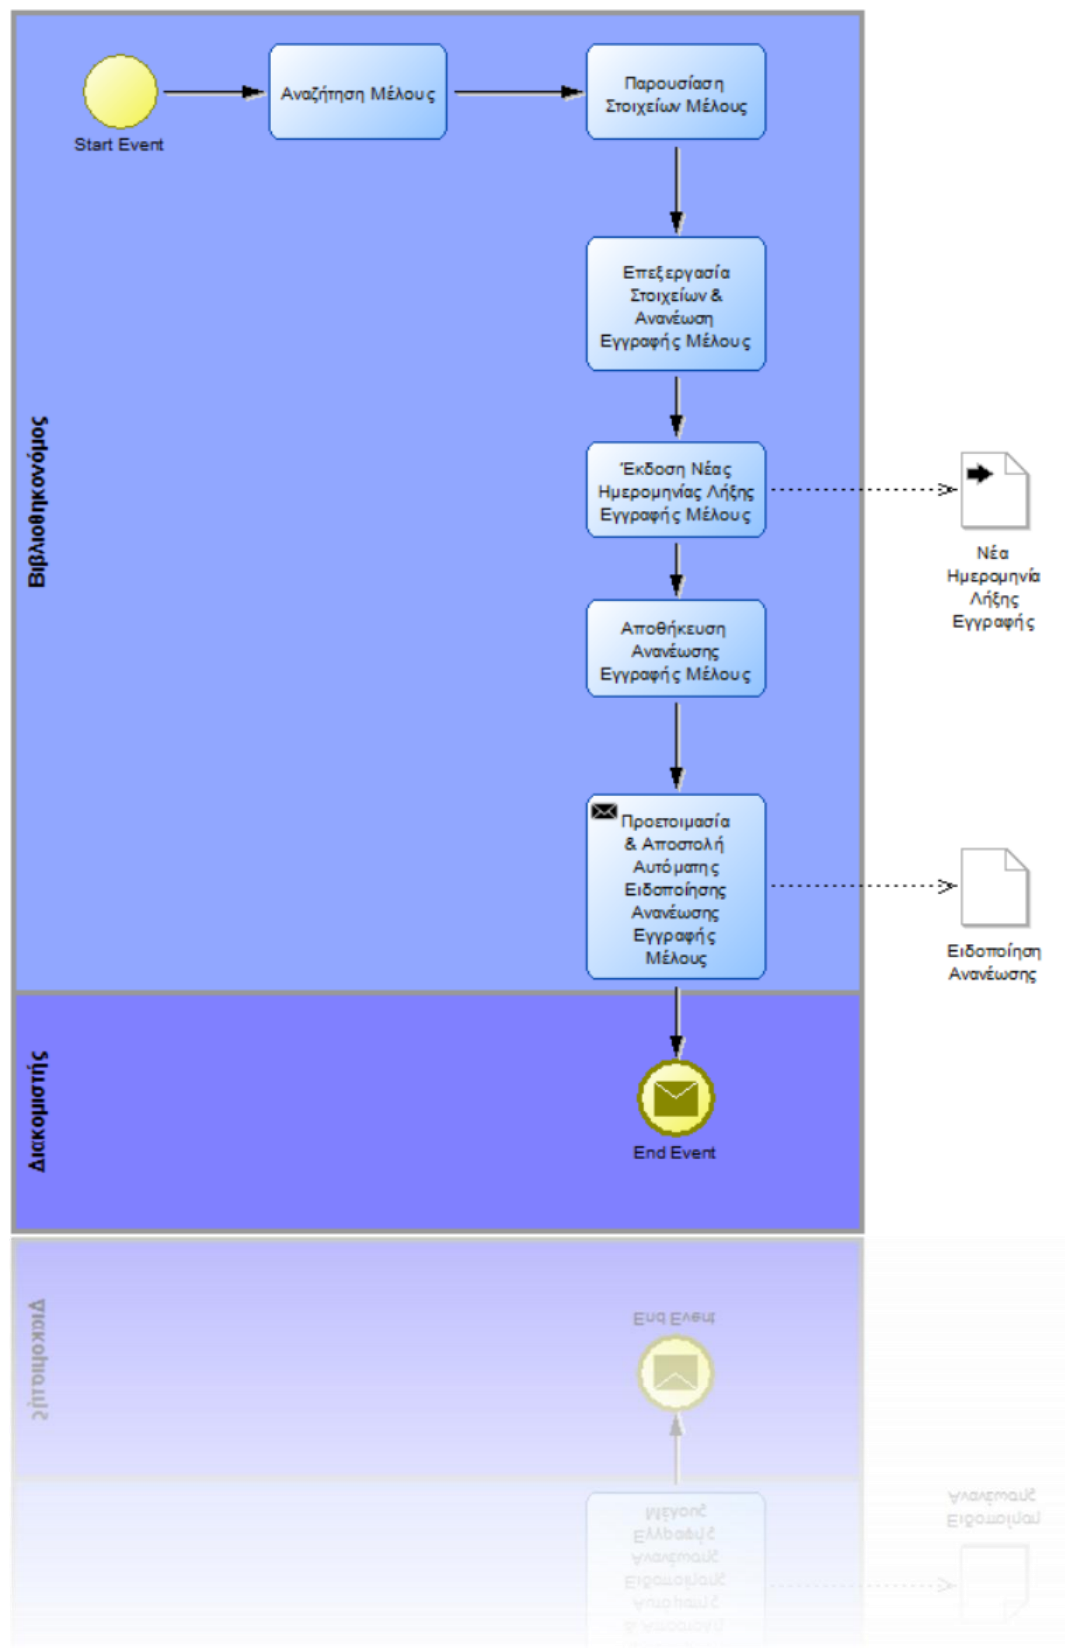 Start Event
Αναζήτηση Μέλους
Παρουσίαση
Στοιχείων Μέλους
Επεξεργασία
Στοιχείων &
Ανανέωση
Εγγραφής Μέλους
Βιβλιοθηκονόμος
Έκδοση Νέας
Ημερομηνίας Λήξης
Εγγραφής Μέλους
Νέα
Ημερομηνία
Λήξης
Εγγραφής
Αποθήκευση
Ανανέωσης
Εγγραφής Μέλους
Προετοιμασία
& Αποστολή
Αυτόματης
Ειδοποίησης
Ανανέωσης
Εγγραφής
Μέλους
Ειδοποίηση
Ανανέωσης
Διακομιστής
End Event